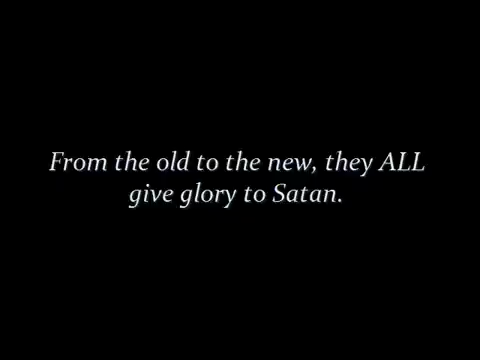 From the old to the new, they ALL
give glory to Satan.